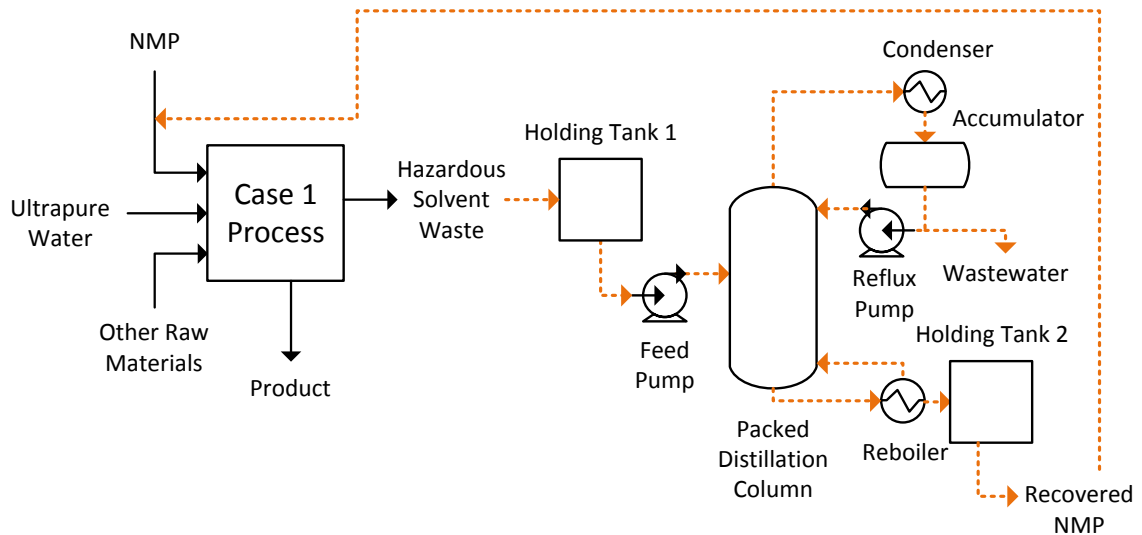 NMP
Ultrapure
Water
Other Raw
Materials
Case 1
Process
Product
Hazardous
Solvent
Waste
Holding Tank 1
Feed
Pump
Packed
Distillation
Column
Condenser
Accumulator
Reflux
Pump
Wastewater
Holding Tank 2
Reboiler
Recovered
NMP